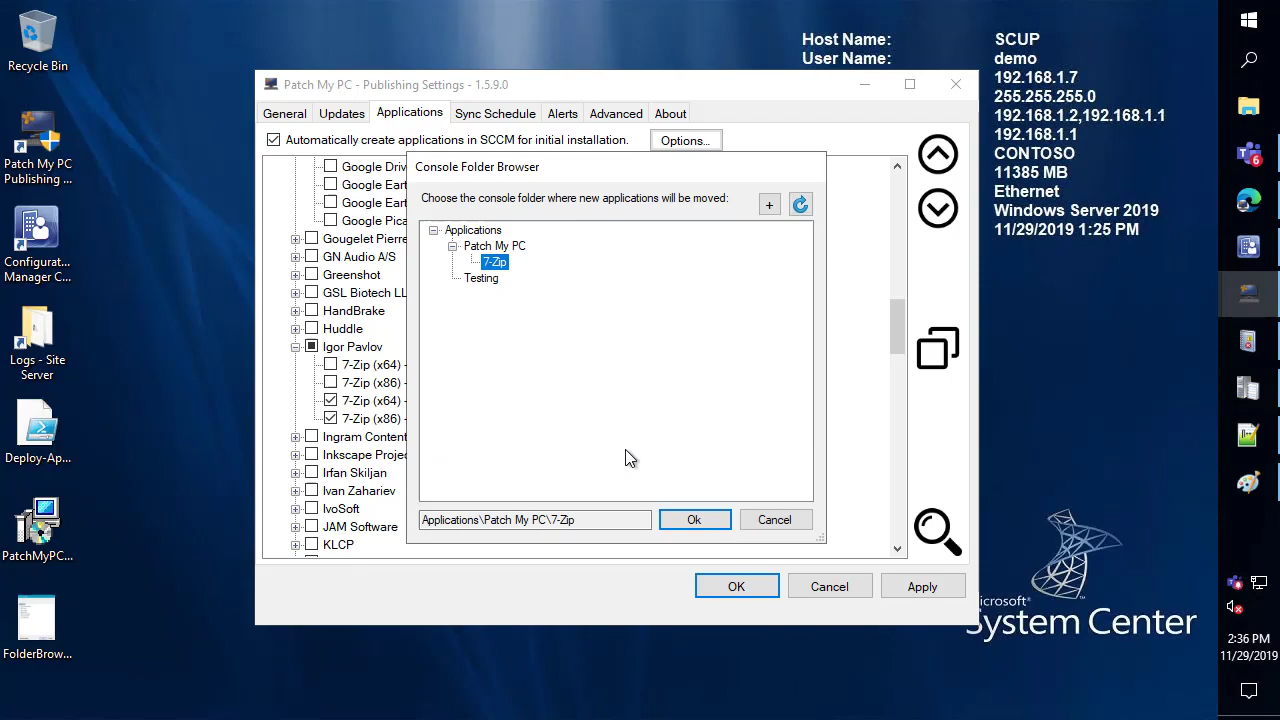 Recycle Bin
Patch My PC
Publishing ...
Configurat...
Manager C...
Logs - Site
Server
Deploy-Ap...
PatchMyPC...
FolderBrow...
Host Name: SCUP
User Name: demo
192.168.1.7
255.255.255.0
192.168.1.2,192.168.1.1
192.168.1.1
CONTOSO
11385 MB
Ethernet
Windows Server 2019
11/29/2019 1:25 PM
Patch My PC - Publishing Settings - 1.5.9.0
General Updates Applications Sync Schedule Alerts Advanced About
Automatically create applications in SCCM for initial installation. Options...
Google Driv
Google Eart
Google Eart
Google Pica
Gougelet Pierre
GN Audio A/S
Greenshot
GSL Biotech LL
HandBrake
Huddle
Igor Pavlov
7-Zip (x64) -
7-Zip (x86) -
7-Zip (x64) -
7-Zip (x86) -
Ingram Content
Inkscape Projec
Irfan Skiljan
Ivan Zahariev
IvoSoft
JAM Software
KLCP
Console Folder Browser
Choose the console folder where new applications will be moved: +
Applications
Patch My PC
7-Zip
Testing
Applications\Patch My PC\7-Zip Ok Cancel
OK Cancel Apply
Microsoft
System Center
6
2:36 PM
11/29/2019